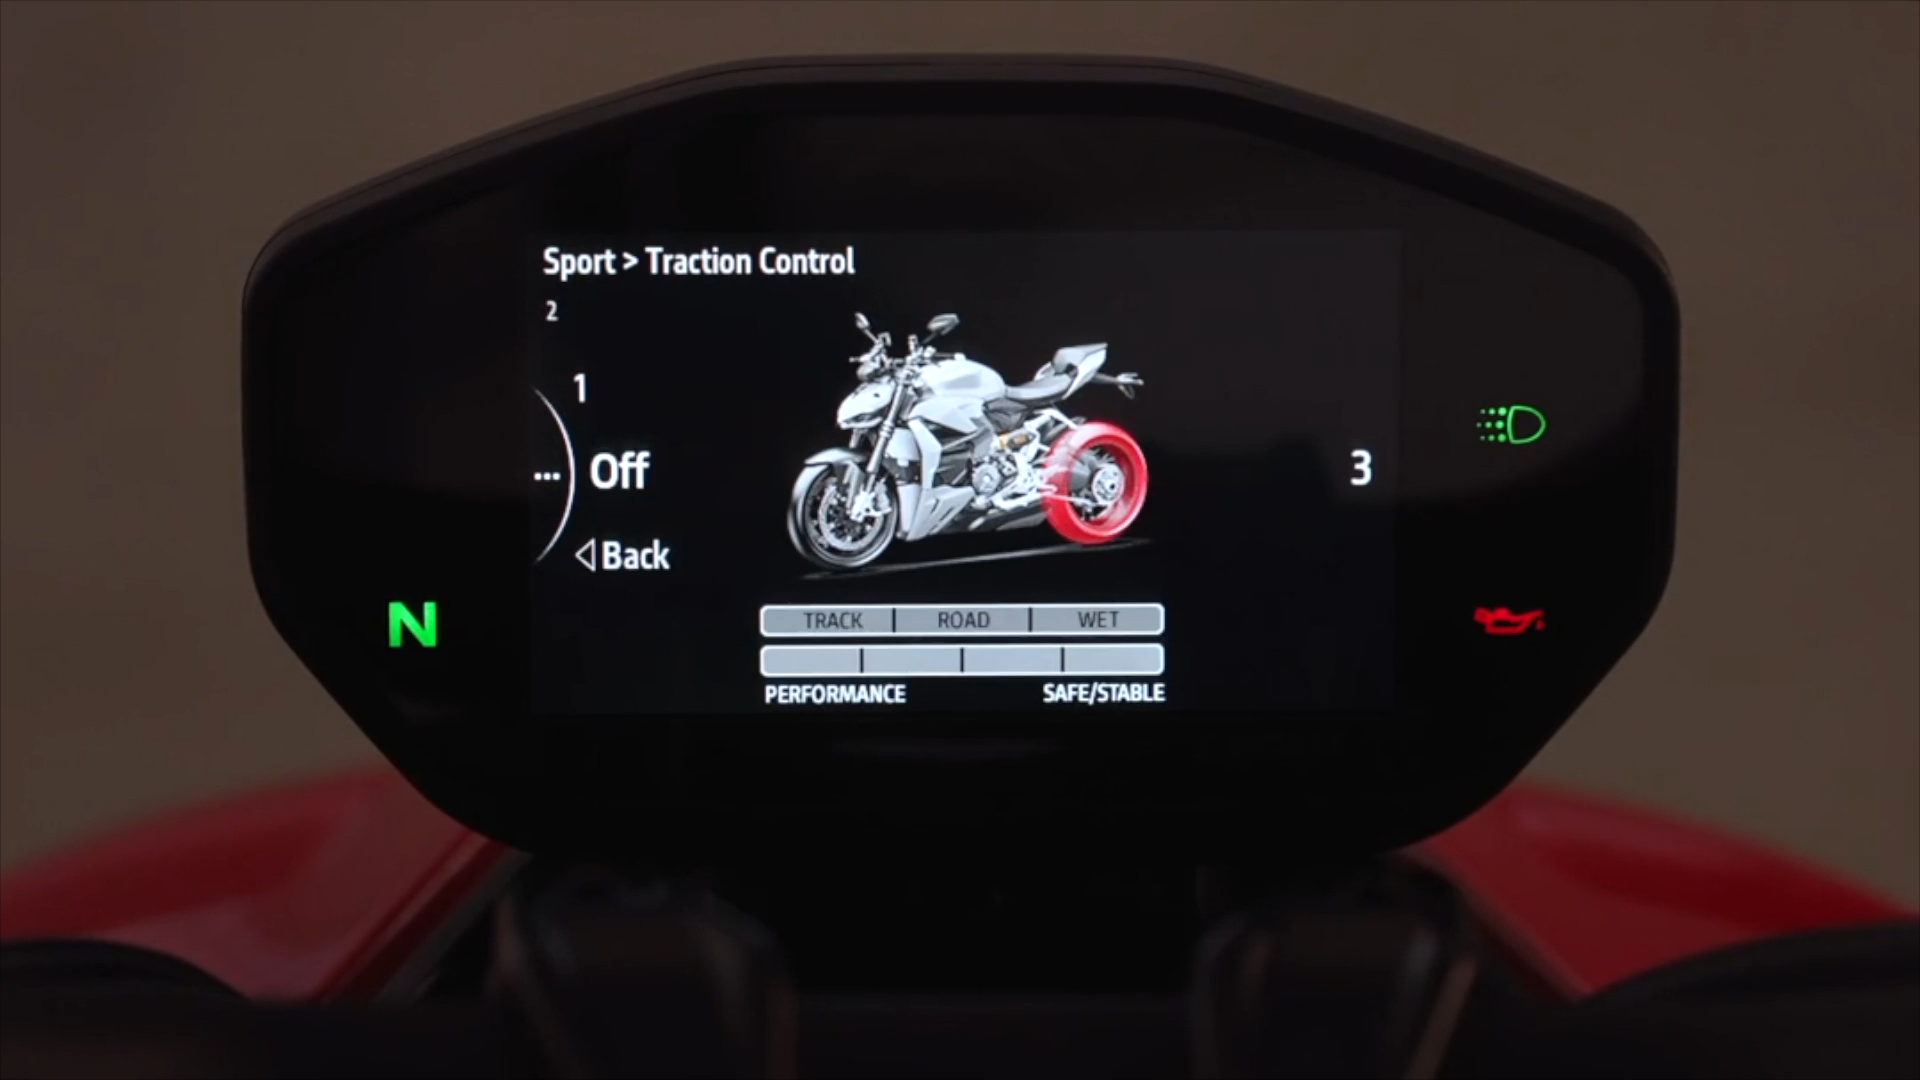 Sport > Traction Control
2
1
... Off
3
Back
N
TRACK ROAD WET
PERFORMANCE SAFE/STABLE